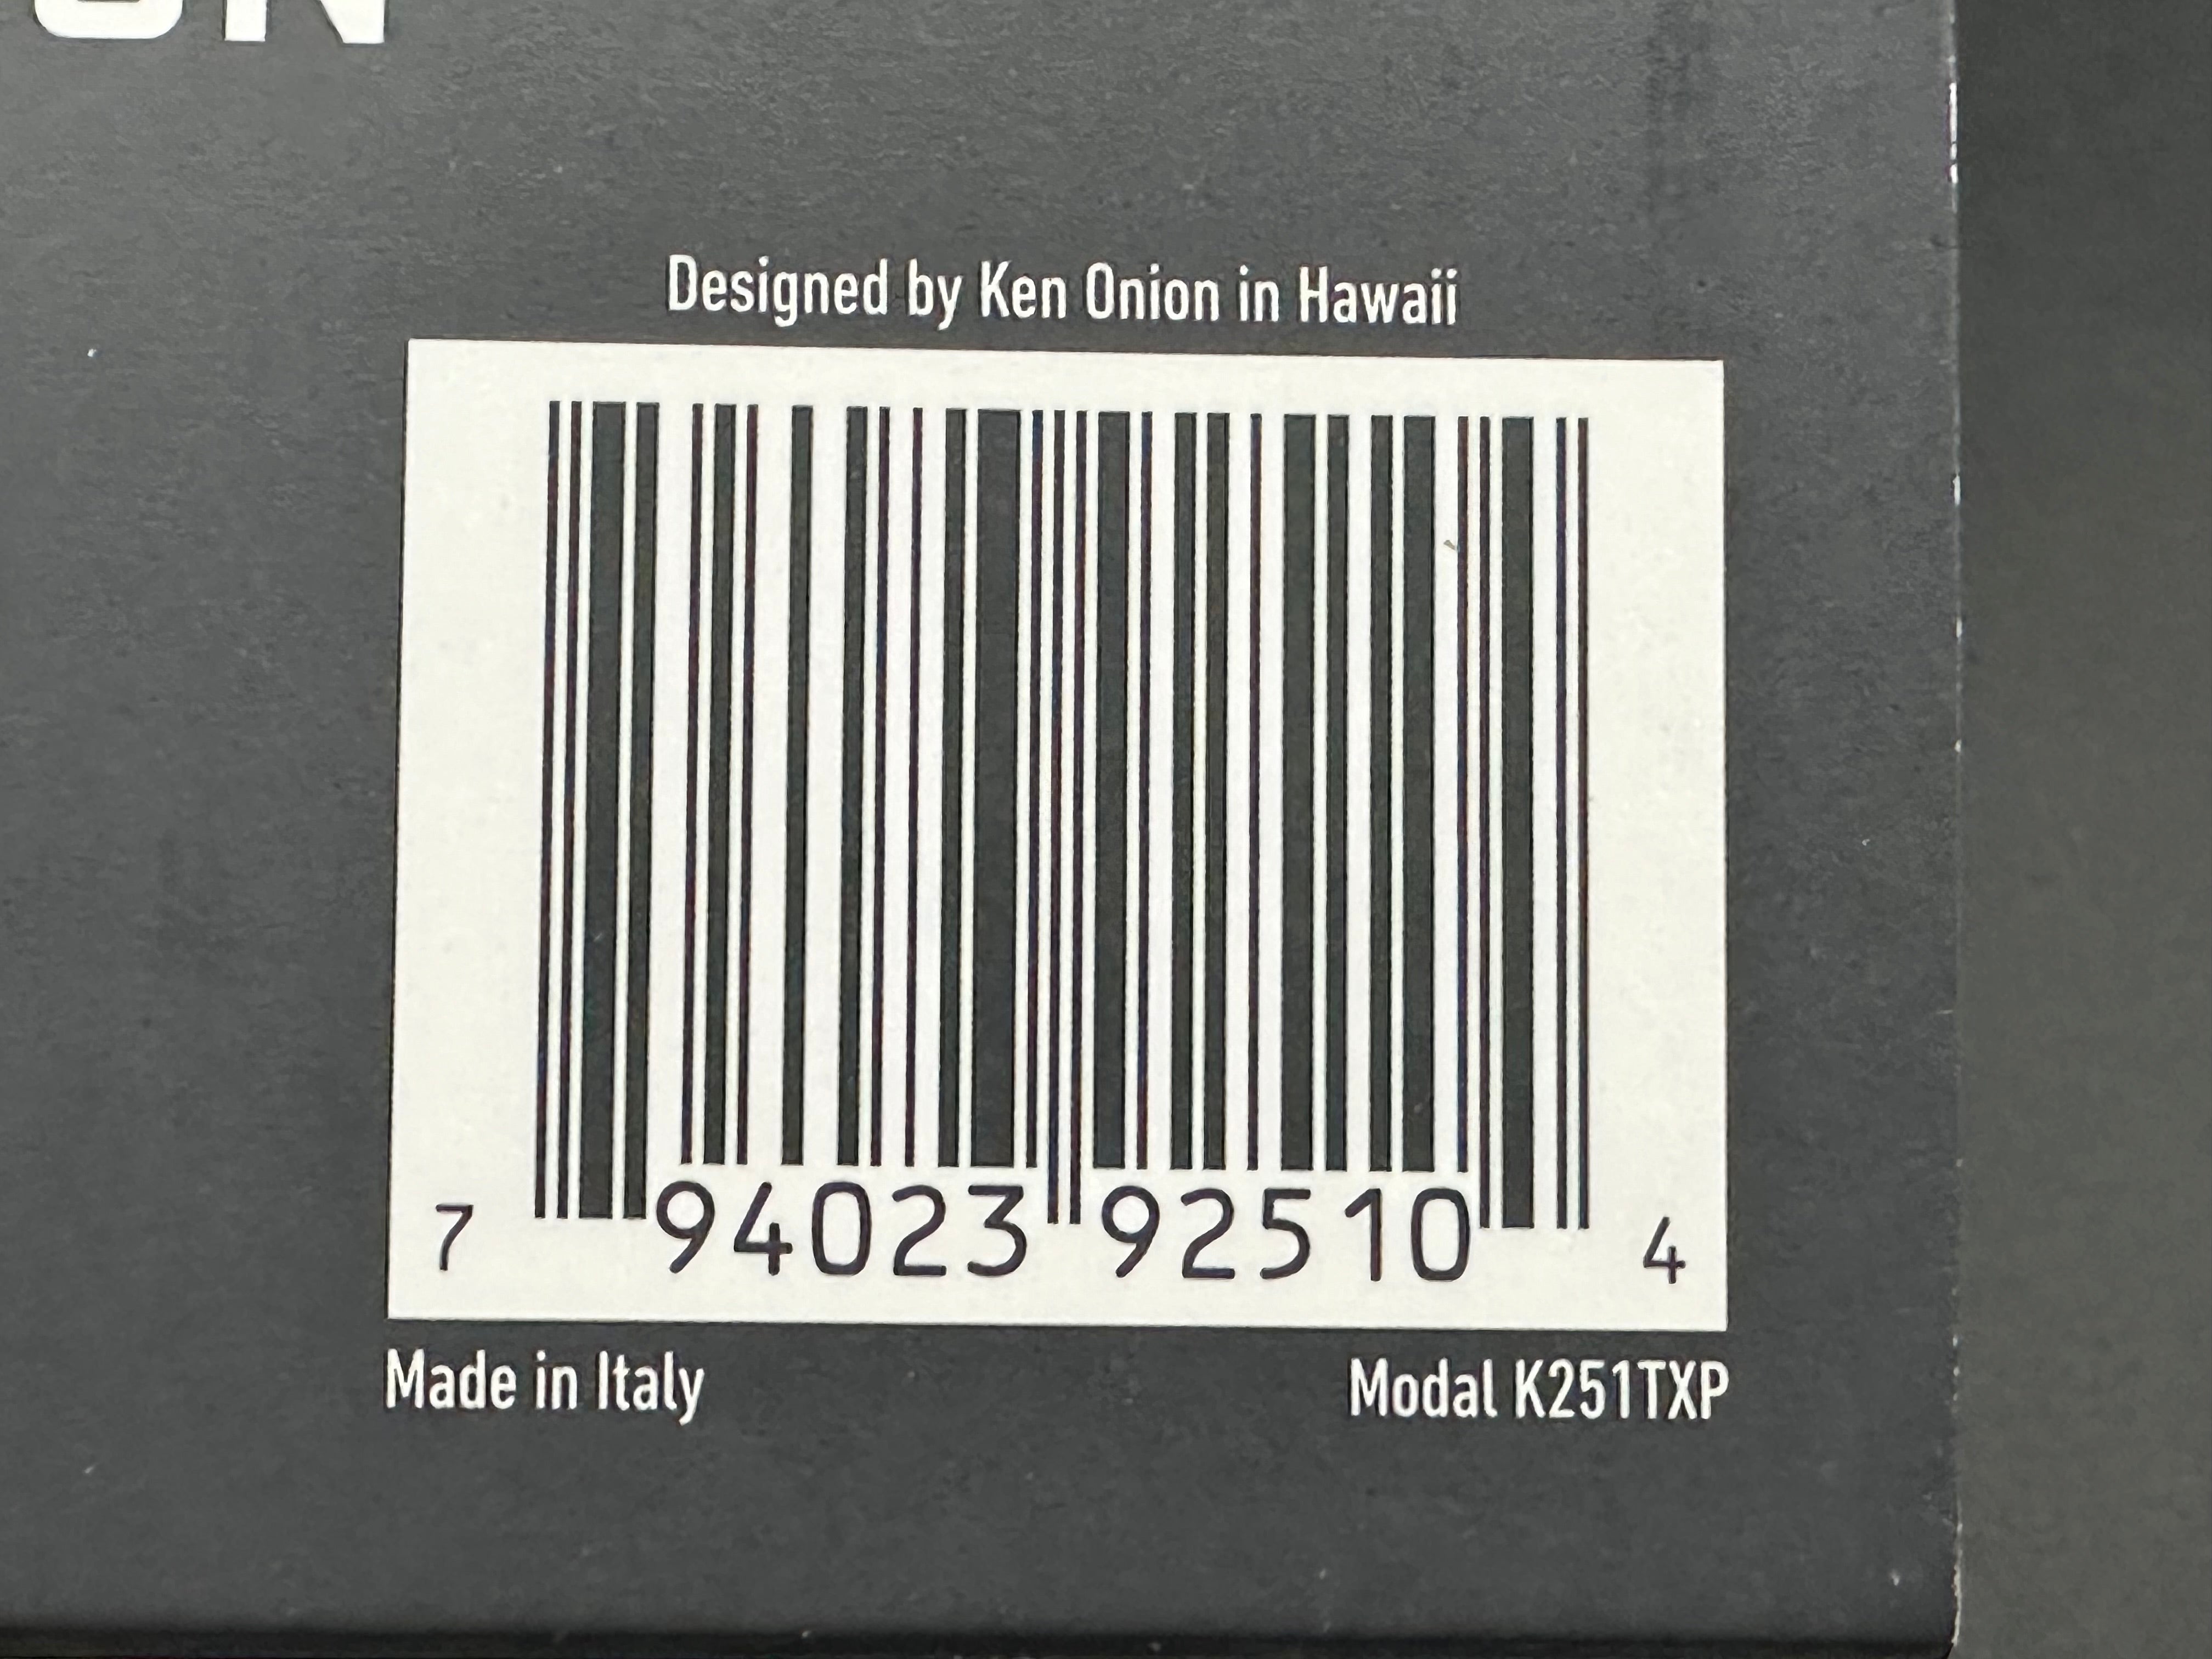 Designed by Ken Onion in Hawaii
7 94023 92510 4
Made in Italy
Modal K251TXP